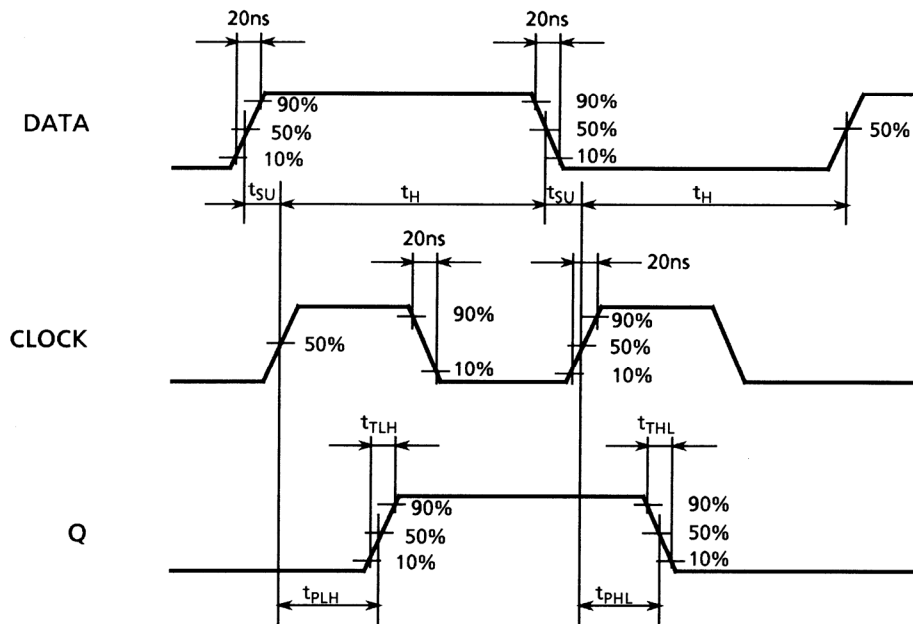 20ns 20ns
DATA
90% 90%
50% 50% 50%
10% 10%
tSU tH tSU tH
20ns 20ns
CLOCK
90% 90%
50% 50%
10% 10%
tTLH tTHL
Q
90% 90%
50% 50%
10% 10%
tPLH tPHL